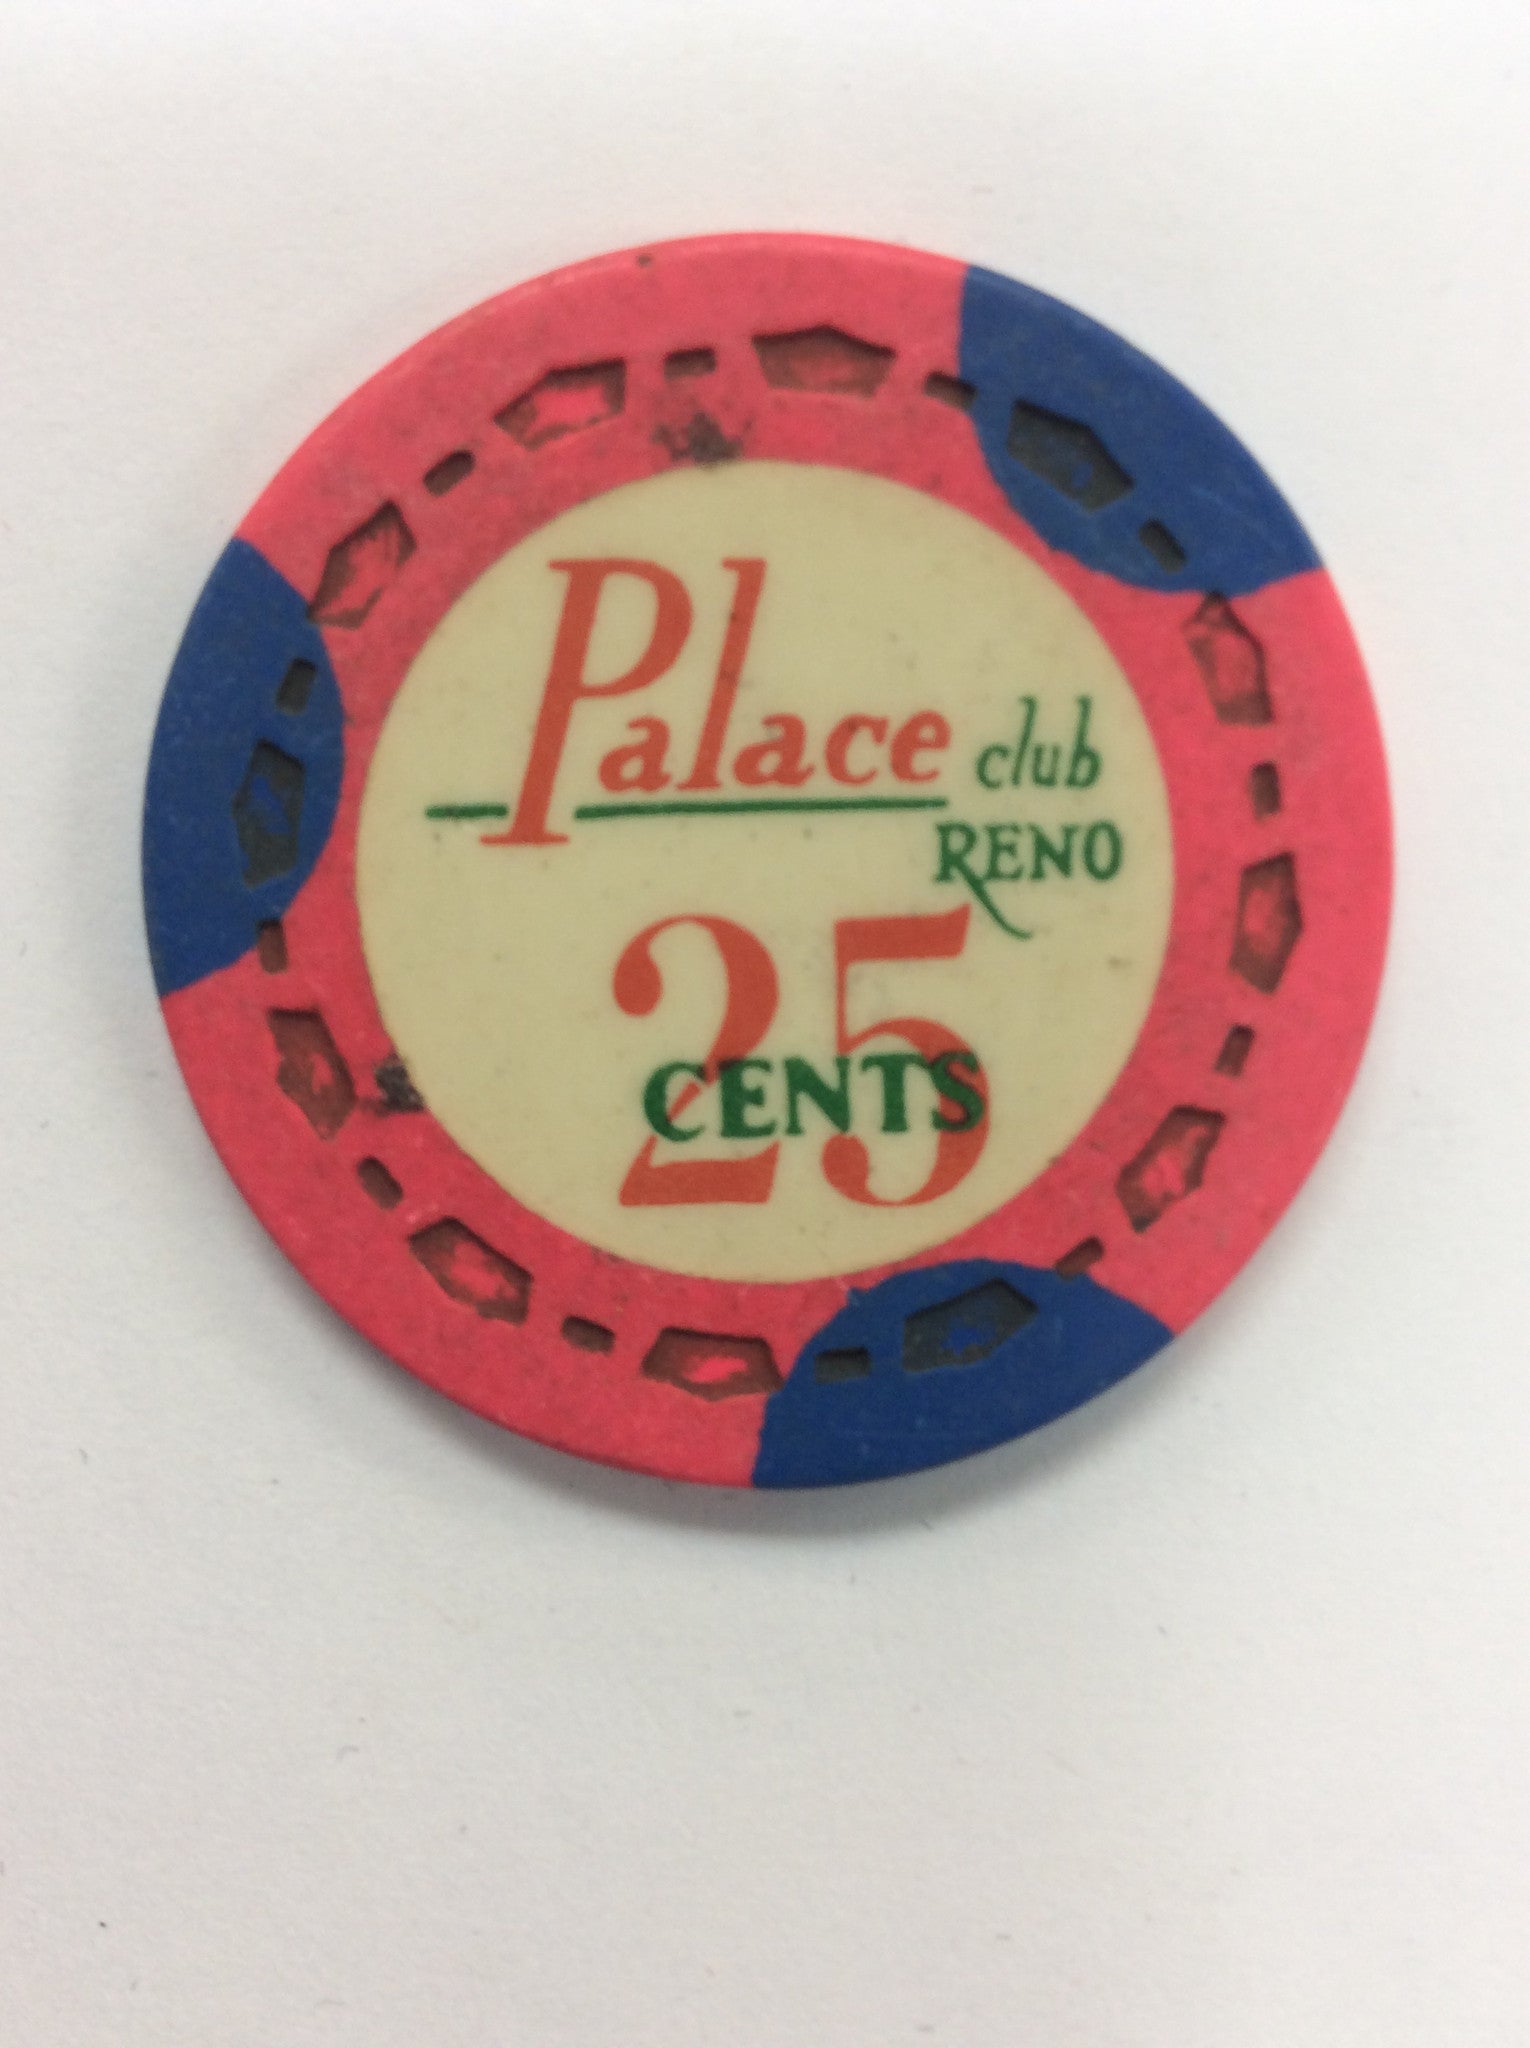 Palace club
RENO
25
CENTS